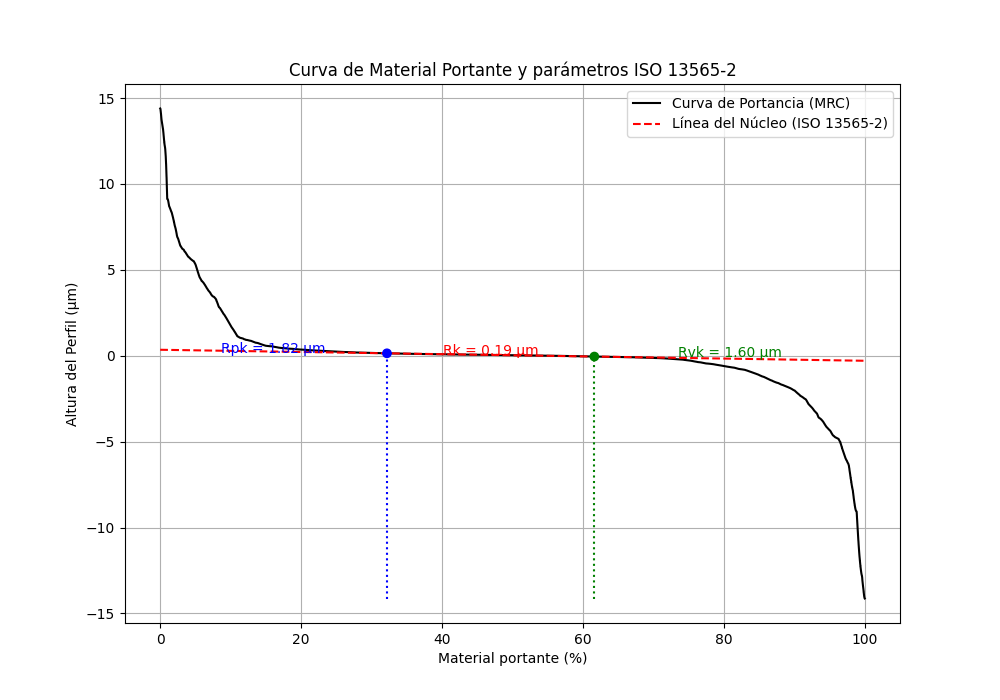 Curva de Material Portante y parámetros ISO 13565-2
Curva de Portancia (MRC)
Línea del Núcleo (ISO 13565-2)
Altura del Perfil (µm)
15
10
5
0
−5
−10
−15
Rpk = 1.82 µm
Rk = 0.19 µm
Rvk = 1.60 µm
0 20 40 60 80 100
Material portante (%)